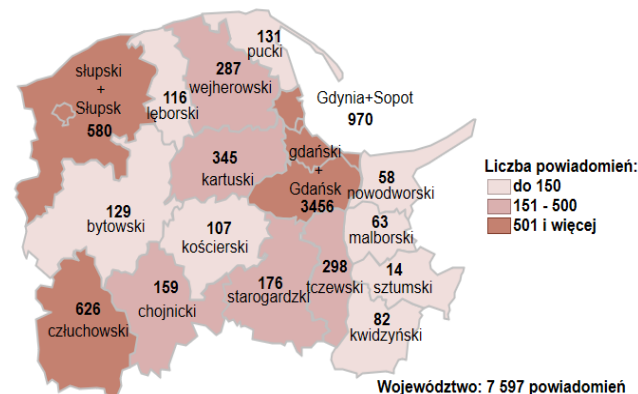 131
pucki
287
wejherowski
słupski
+
Słupsk
580
116
lęborski
Gdynia+Sopot
970
gdański
+
Gdańsk
3456
345
kartuski
58
nowodworski
Liczba powiadomień:
do 150
151 - 500
501 i więcej
129
bytowski
107
kościerski
63
malborski
298
tczewski
14
sztumski
159
chojnicki
176
starogardzki
626
człuchowski
82
kwidzyński
Województwo: 7 597 powiadomień